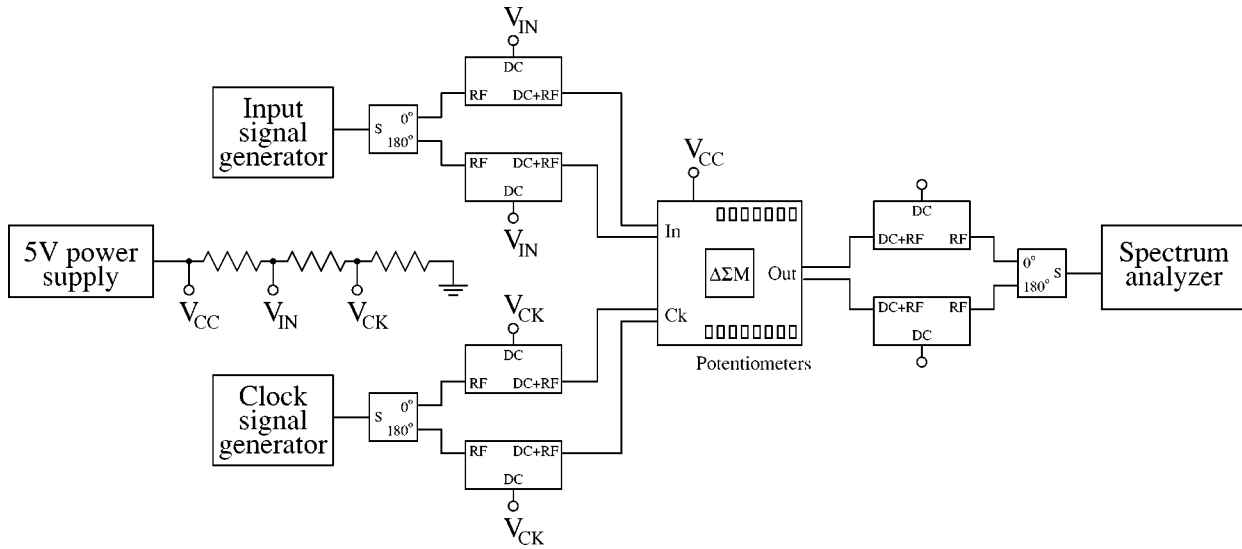 V_IN
DC
RF DC+RF
Input
signal
generator
S 0° 180°
RF DC+RF
DC
V_IN
5V power
supply
V_CC
V_IN
V_CK
V_CC
In
ΔΣM
Out
Ck
Potentiometers
DC
DC+RF RF
DC+RF RF
DC
0° S
180°
Spectrum
analyzer
V_CK
DC
RF DC+RF
Clock
signal
generator
S 0° 180°
RF DC+RF
DC
V_CK